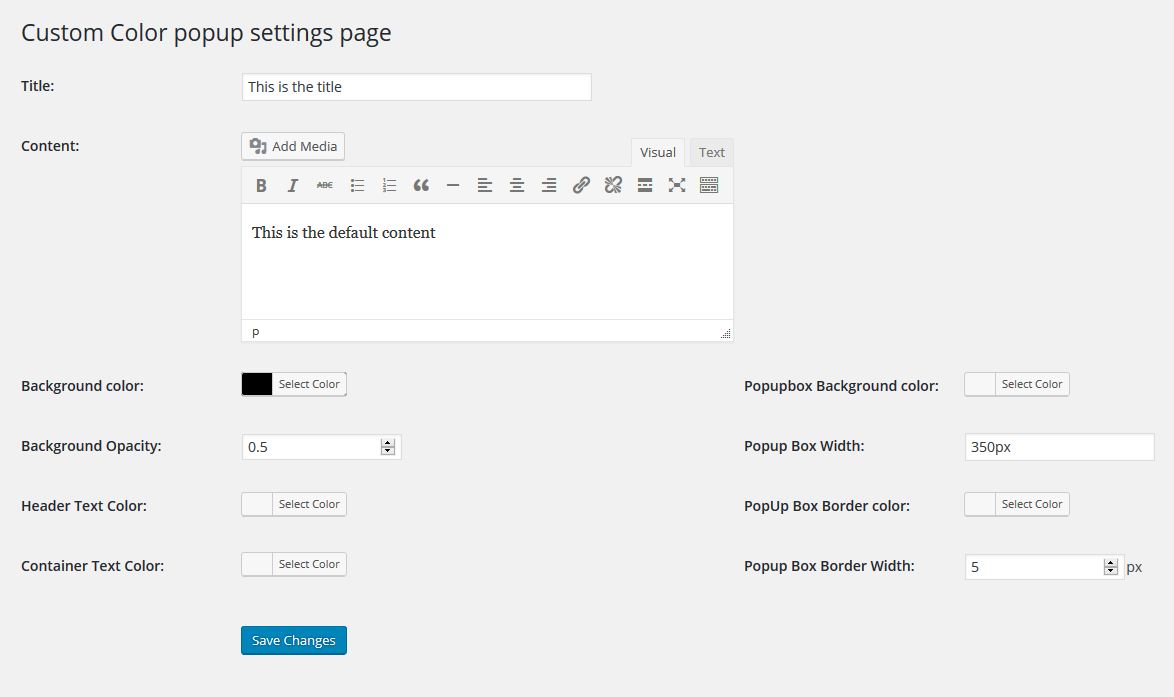 Custom Color popup settings page
Title: This is the title
Content: Add Media Visual Text
B I ABC
This is the default content
p
Background color: Select Color Popupbox Background color: Select Color
Background Opacity: 0.5 Popup Box Width: 350px
Header Text Color: Select Color PopUp Box Border color: Select Color
Container Text Color: Select Color Popup Box Border Width: 5 px
Save Changes